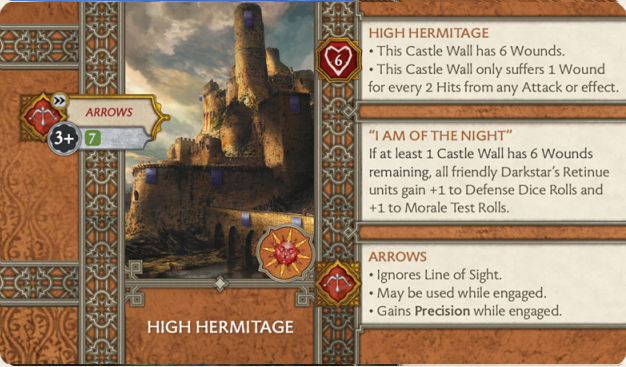 ARROWS
3+
7
HIGH HERMITAGE
6
HIGH HERMITAGE
• This Castle Wall has 6 Wounds.
• This Castle Wall only suffers 1 Wound
for every 2 Hits from any Attack or effect.
“I AM OF THE NIGHT”
If at least 1 Castle Wall has 6 Wounds
remaining, all friendly Darkstar’s Retinue
units gain +1 to Defense Dice Rolls and
+1 to Morale Test Rolls.
ARROWS
• Ignores Line of Sight.
• May be used while engaged.
• Gains Precision while engaged.